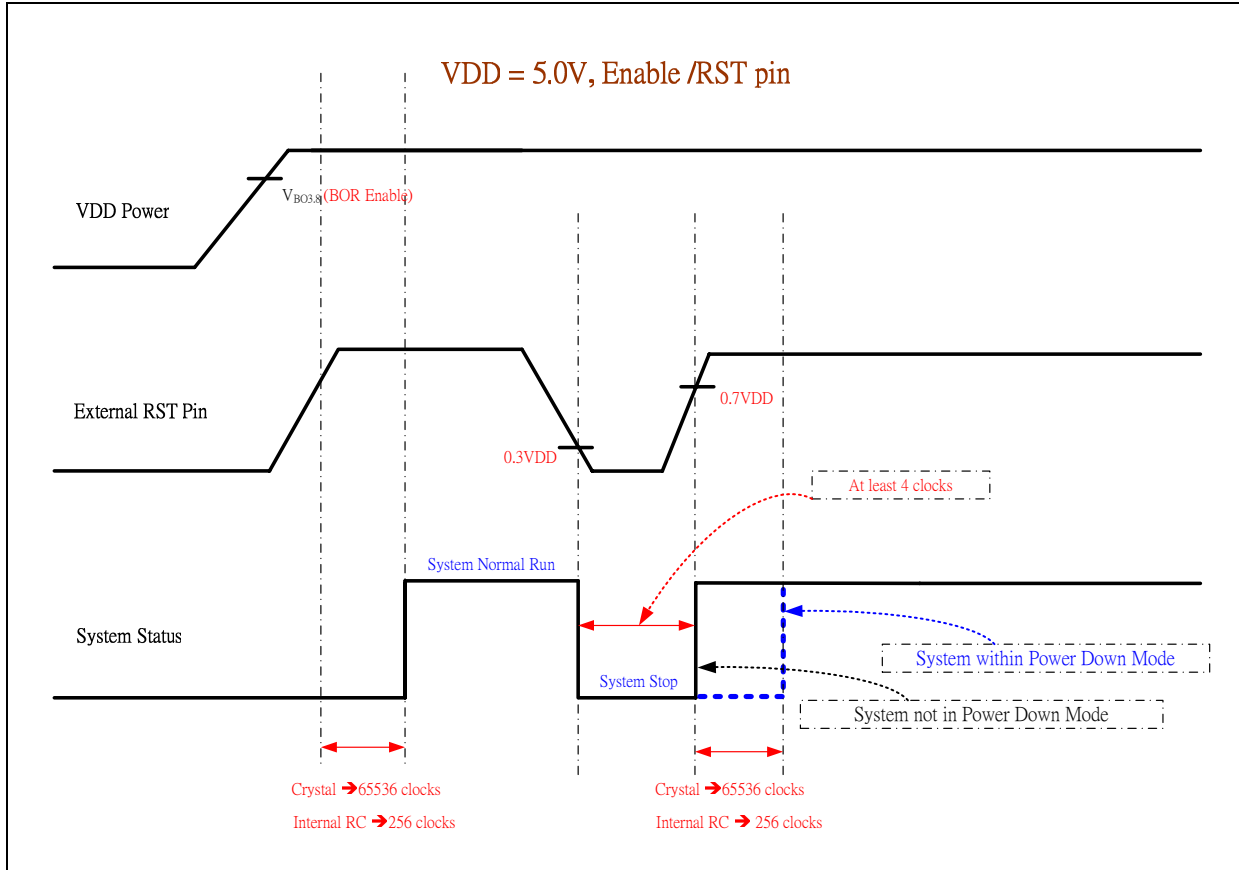 VDD = 5.0V, Enable /RST pin
VBO3.8 (BOR Enable)
VDD Power
0.7VDD
External RST Pin
0.3VDD
At least 4 clocks
System Normal Run
System Status
System within Power Down Mode
System Stop
System not in Power Down Mode
Crystal ➔65536 clocks
Internal RC ➔256 clocks
Crystal ➔65536 clocks
Internal RC ➔ 256 clocks